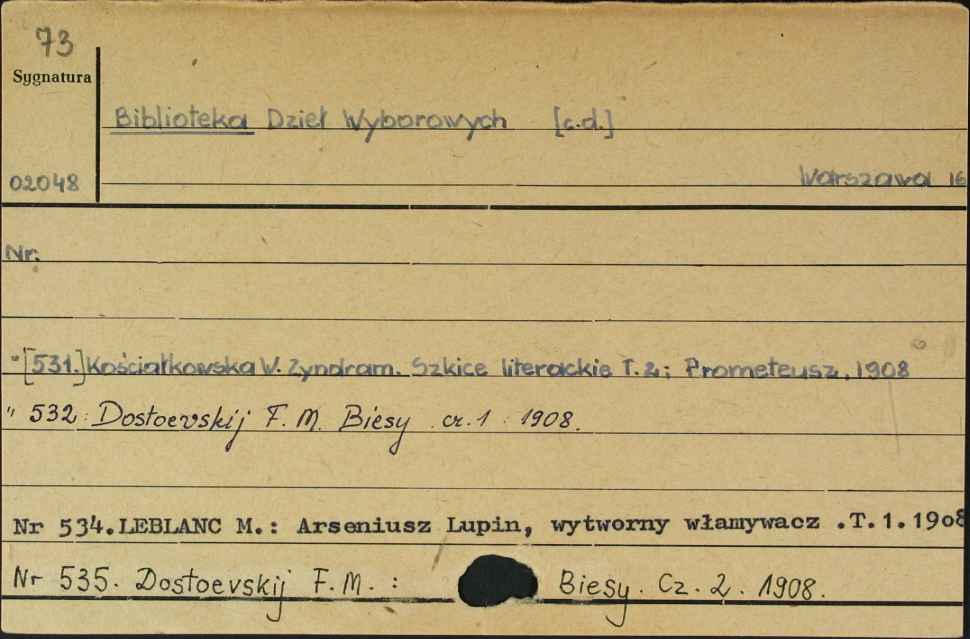 73
Sygnatura
Biblioteka Dzieł Wyborowych [c.d.]
02048
Warszawa 16
Nr.
" [531.] Kościałkowska W. Zyndram. Szkice literackie T. 2; Prometeusz, 1908
" 532: Dostoevskij F. M. Biesy cz. 1 1908.
Nr 534.LEBLANC M.: Arseniusz Lupin, wytworny włamywacz .T.1.1908
Nr 535. Dostoevskij F.M. : Biesy. Cz. 2. 1908.